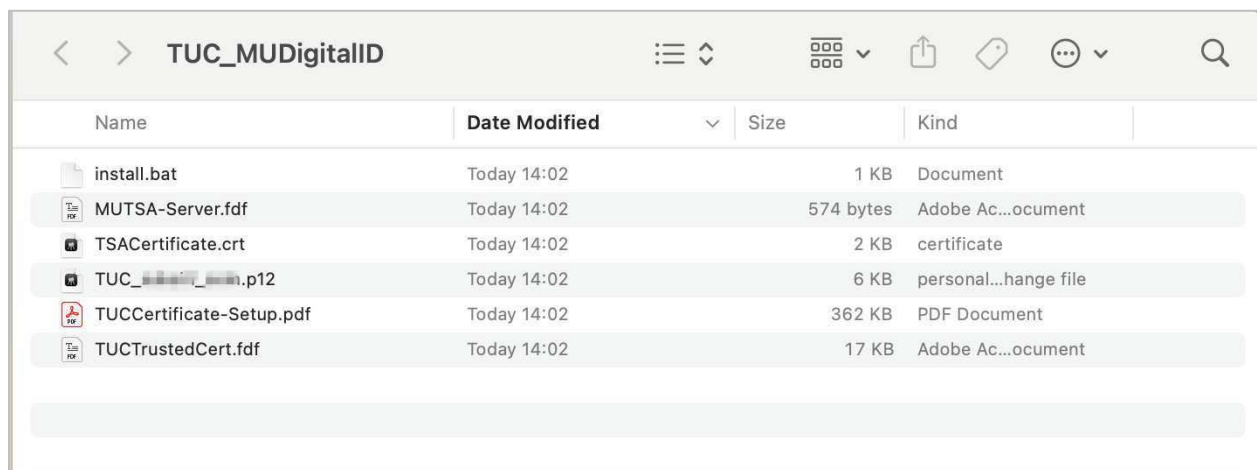 TUC_MUDigitalID
Name Date Modified Size Kind
install.bat Today 14:02 1 KB Document
MUTSA-Server.fdf Today 14:02 574 bytes Adobe Ac...ocument
TSACertificate.crt Today 14:02 2 KB certificate
TUC_ .p12 Today 14:02 6 KB personal...hange file
TUCCertificate-Setup.pdf Today 14:02 362 KB PDF Document
TUCTrustedCert.fdf Today 14:02 17 KB Adobe Ac...ocument